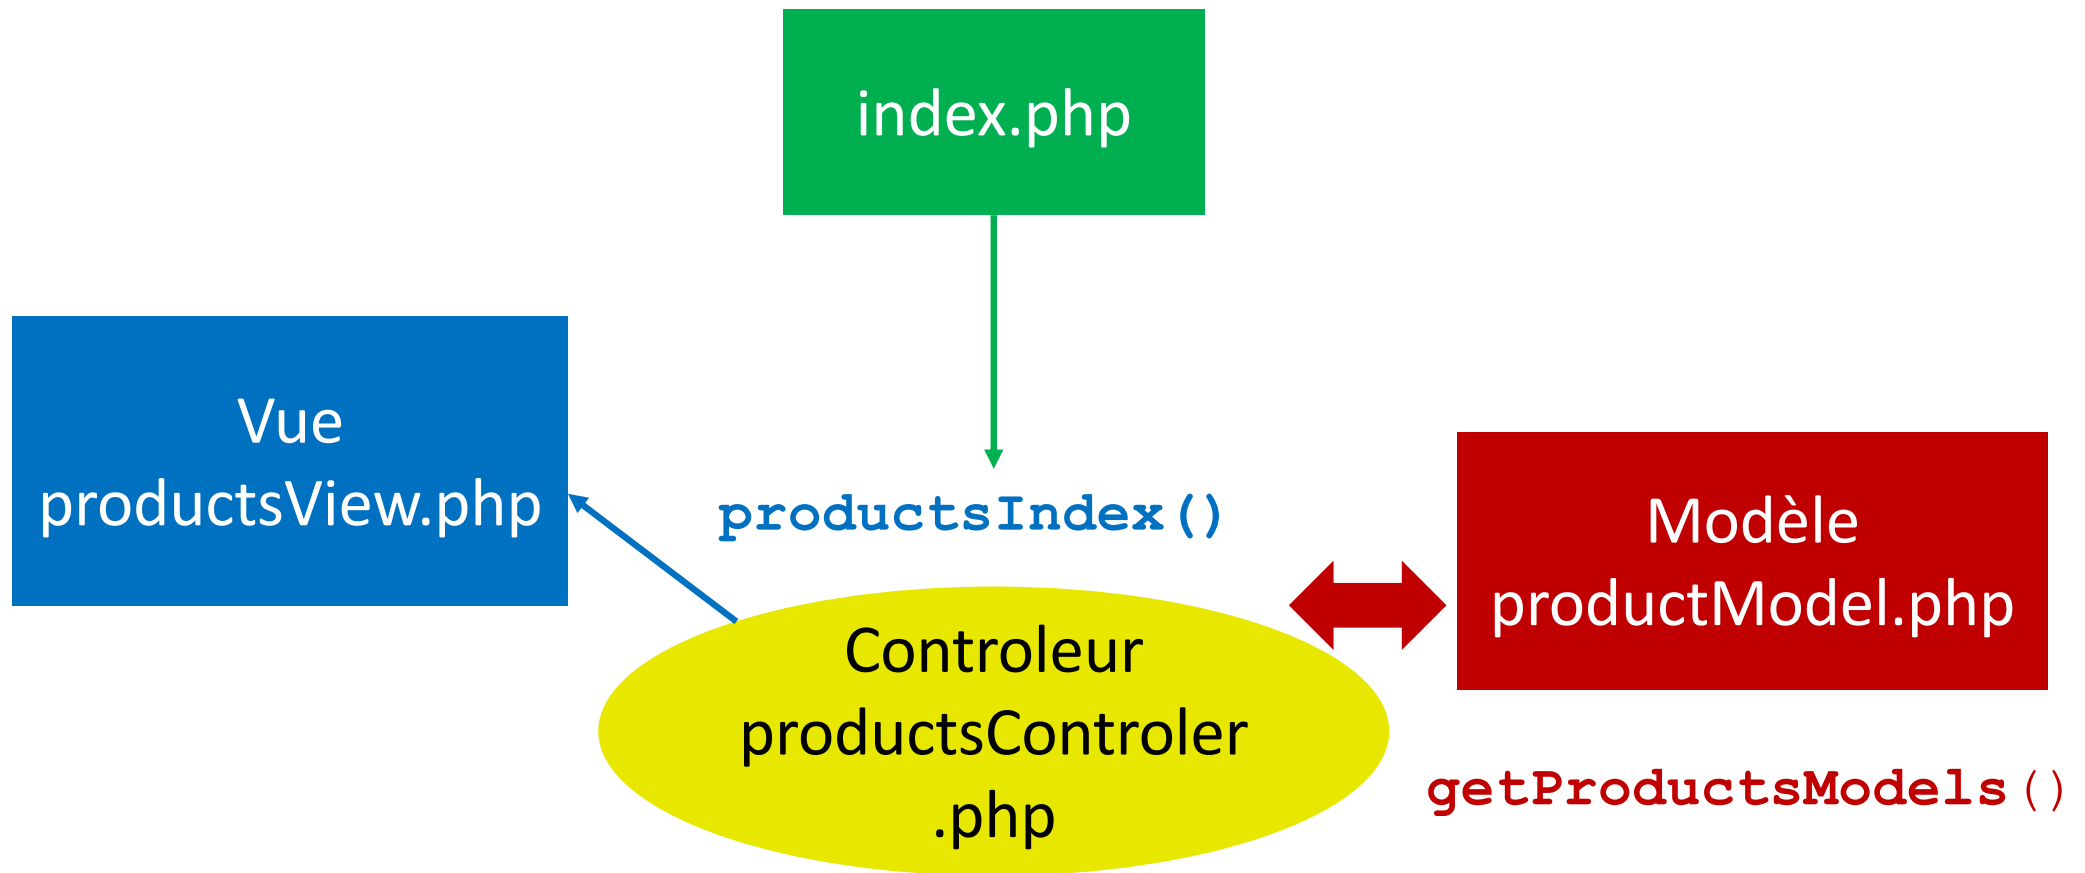 index.php
Vue
productsView.php
productsIndex()
Controleur
productsControler
.php
Modèle
productModel.php
getProductsModels()